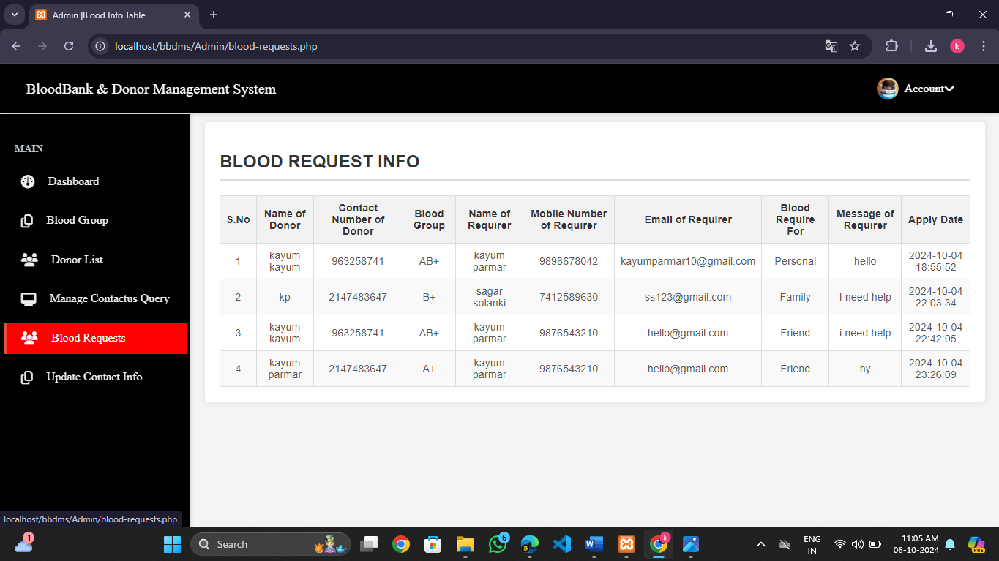 Admin |Blood Info Table
localhost/bbdms/Admin/blood-requests.php
k
BloodBank & Donor Management System
Account
MAIN
Dashboard
Blood Group
Donor List
Manage Contactus Query
Blood Requests
Update Contact Info
BLOOD REQUEST INFO
S.No Name of Donor Contact Number of Donor Blood Group Name of Requirer Mobile Number of Requirer Email of Requirer Blood Require For Message of Requirer Apply Date
1 kayum kayum 963258741 AB+ kayum parmar 9898678042 kayumparmar10@gmail.com Personal hello 2024-10-04 18:55:52
2 kp 2147483647 B+ sagar solanki 7412589630 ss123@gmail.com Family I need help 2024-10-04 22:03:34
3 kayum kayum 963258741 AB+ kayum parmar 9876543210 hello@gmail.com Friend i need help 2024-10-04 22:42:05
4 kayum parmar 2147483647 A+ kayum parmar 9876543210 hello@gmail.com Friend hy 2024-10-04 23:26:09
localhost/bbdms/Admin/blood-requests.php
1
Search
6
k
ENG
IN
11:05 AM
06-10-2024
PRE